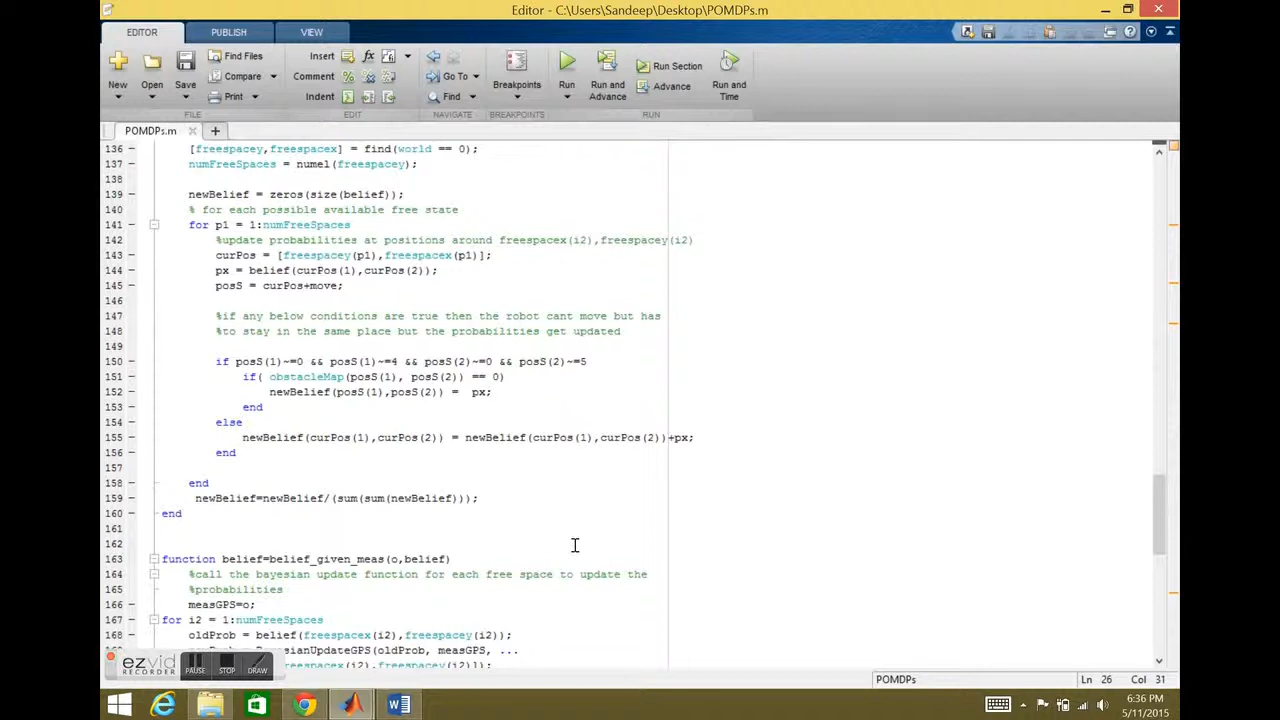 Editor - C:\Users\Sandeep\Desktop\POMDPs.m
EDITOR PUBLISH VIEW
New Open Save Find Files Compare Print
Insert Comment Indent
Go To Find
Breakpoints
Run Run and Advance Run Section Advance Run and Time
FILE EDIT NAVIGATE BREAKPOINTS RUN
POMDPs.m
136 [freespacey,freespacex] = find(world == 0);
137 numFreeSpaces = numel(freespacey);
138
139 newBelief = zeros(size(belief));
140 % for each possible available free state
141 for p1 = 1:numFreeSpaces
142 %update probabilities at positions around freespacex(i2),freespacey(i2)
143 curPos = [freespacey(p1),freespacex(p1)];
144 px = belief(curPos(1),curPos(2));
145 posS = curPos+move;
146
147 %if any below conditions are true then the robot cant move but has
148 %to stay in the same place but the probabilities get updated
149
150 if posS(1)~=0 && posS(1)~=4 && posS(2)~=0 && posS(2)~=5
151 if( obstacleMap(posS(1), posS(2)) == 0)
152 newBelief(posS(1),posS(2)) = px;
153 end
154 else
155 newBelief(curPos(1),curPos(2)) = newBelief(curPos(1),curPos(2))+px;
156 end
157
158 end
159 newBelief=newBelief/(sum(sum(newBelief)));
160 end
161
162
163 function belief=belief_given_meas(o,belief)
164 %call the bayesian update function for each free space to update the
165 %probabilities
166 measGPS=o;
167 for i2 = 1:numFreeSpaces
168 oldProb = belief(freespacex(i2),freespacey(i2));
(oldProb, measGPS, ...
(i2),freespacey(i2)]);
ezvid RECORDER PAUSE STOP DRAW
POMDPs Ln 26 Col 31
6:36 PM
5/11/2015